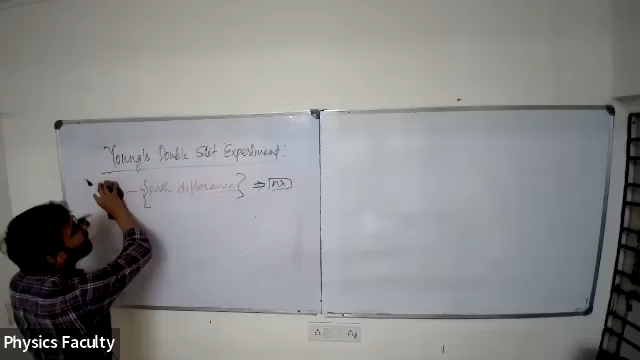 Young's Double Slit Experiment:
{path difference} ⇒ nλ
Physics Faculty